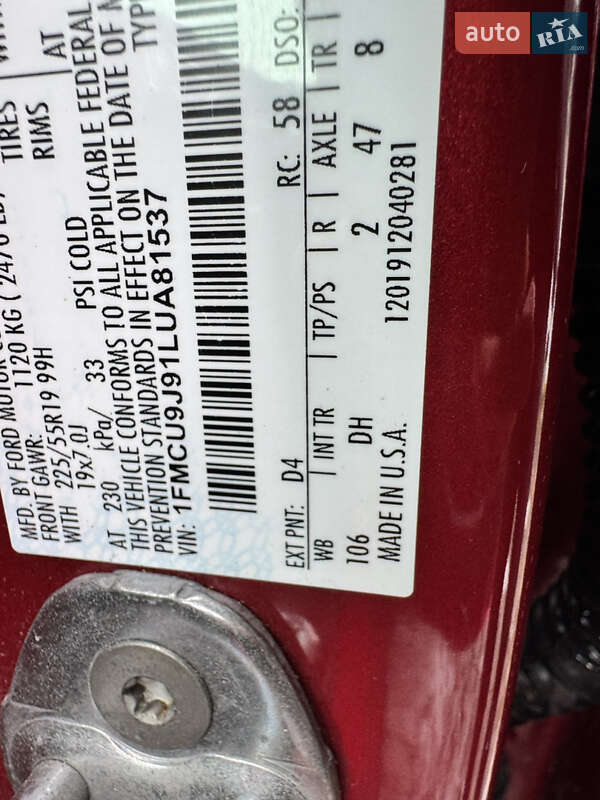 auto RIA.com
MFD. BY FORD MOTOR
FRONT GAWR: 1120 KG
WITH 225/55R19 99H TIRES
19x7.0J RIMS
AT 230 kPa/ 33 PSI COLD AT
THIS VEHICLE CONFORMS TO ALL APPLICABLE FEDERAL
PREVENTION STANDARDS IN EFFECT ON THE DATE OF
VIN: 1FMCU9J91LUA81537 TYP
EXT PNT: D4 RC: 58 DSO:
WB INT TR TP/PS R AXLE TR
106 DH 2 47 8
MADE IN U.S.A. 1201912040281